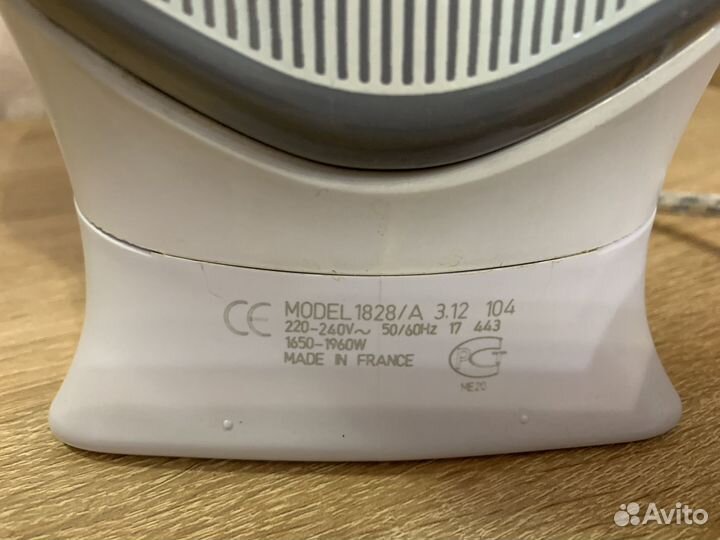 CE MODEL 1828/A 3.12 104
220-240V~ 50/60Hz 17 443
1650-1960W
MADE IN FRANCE
РСТ
ME20
Avito